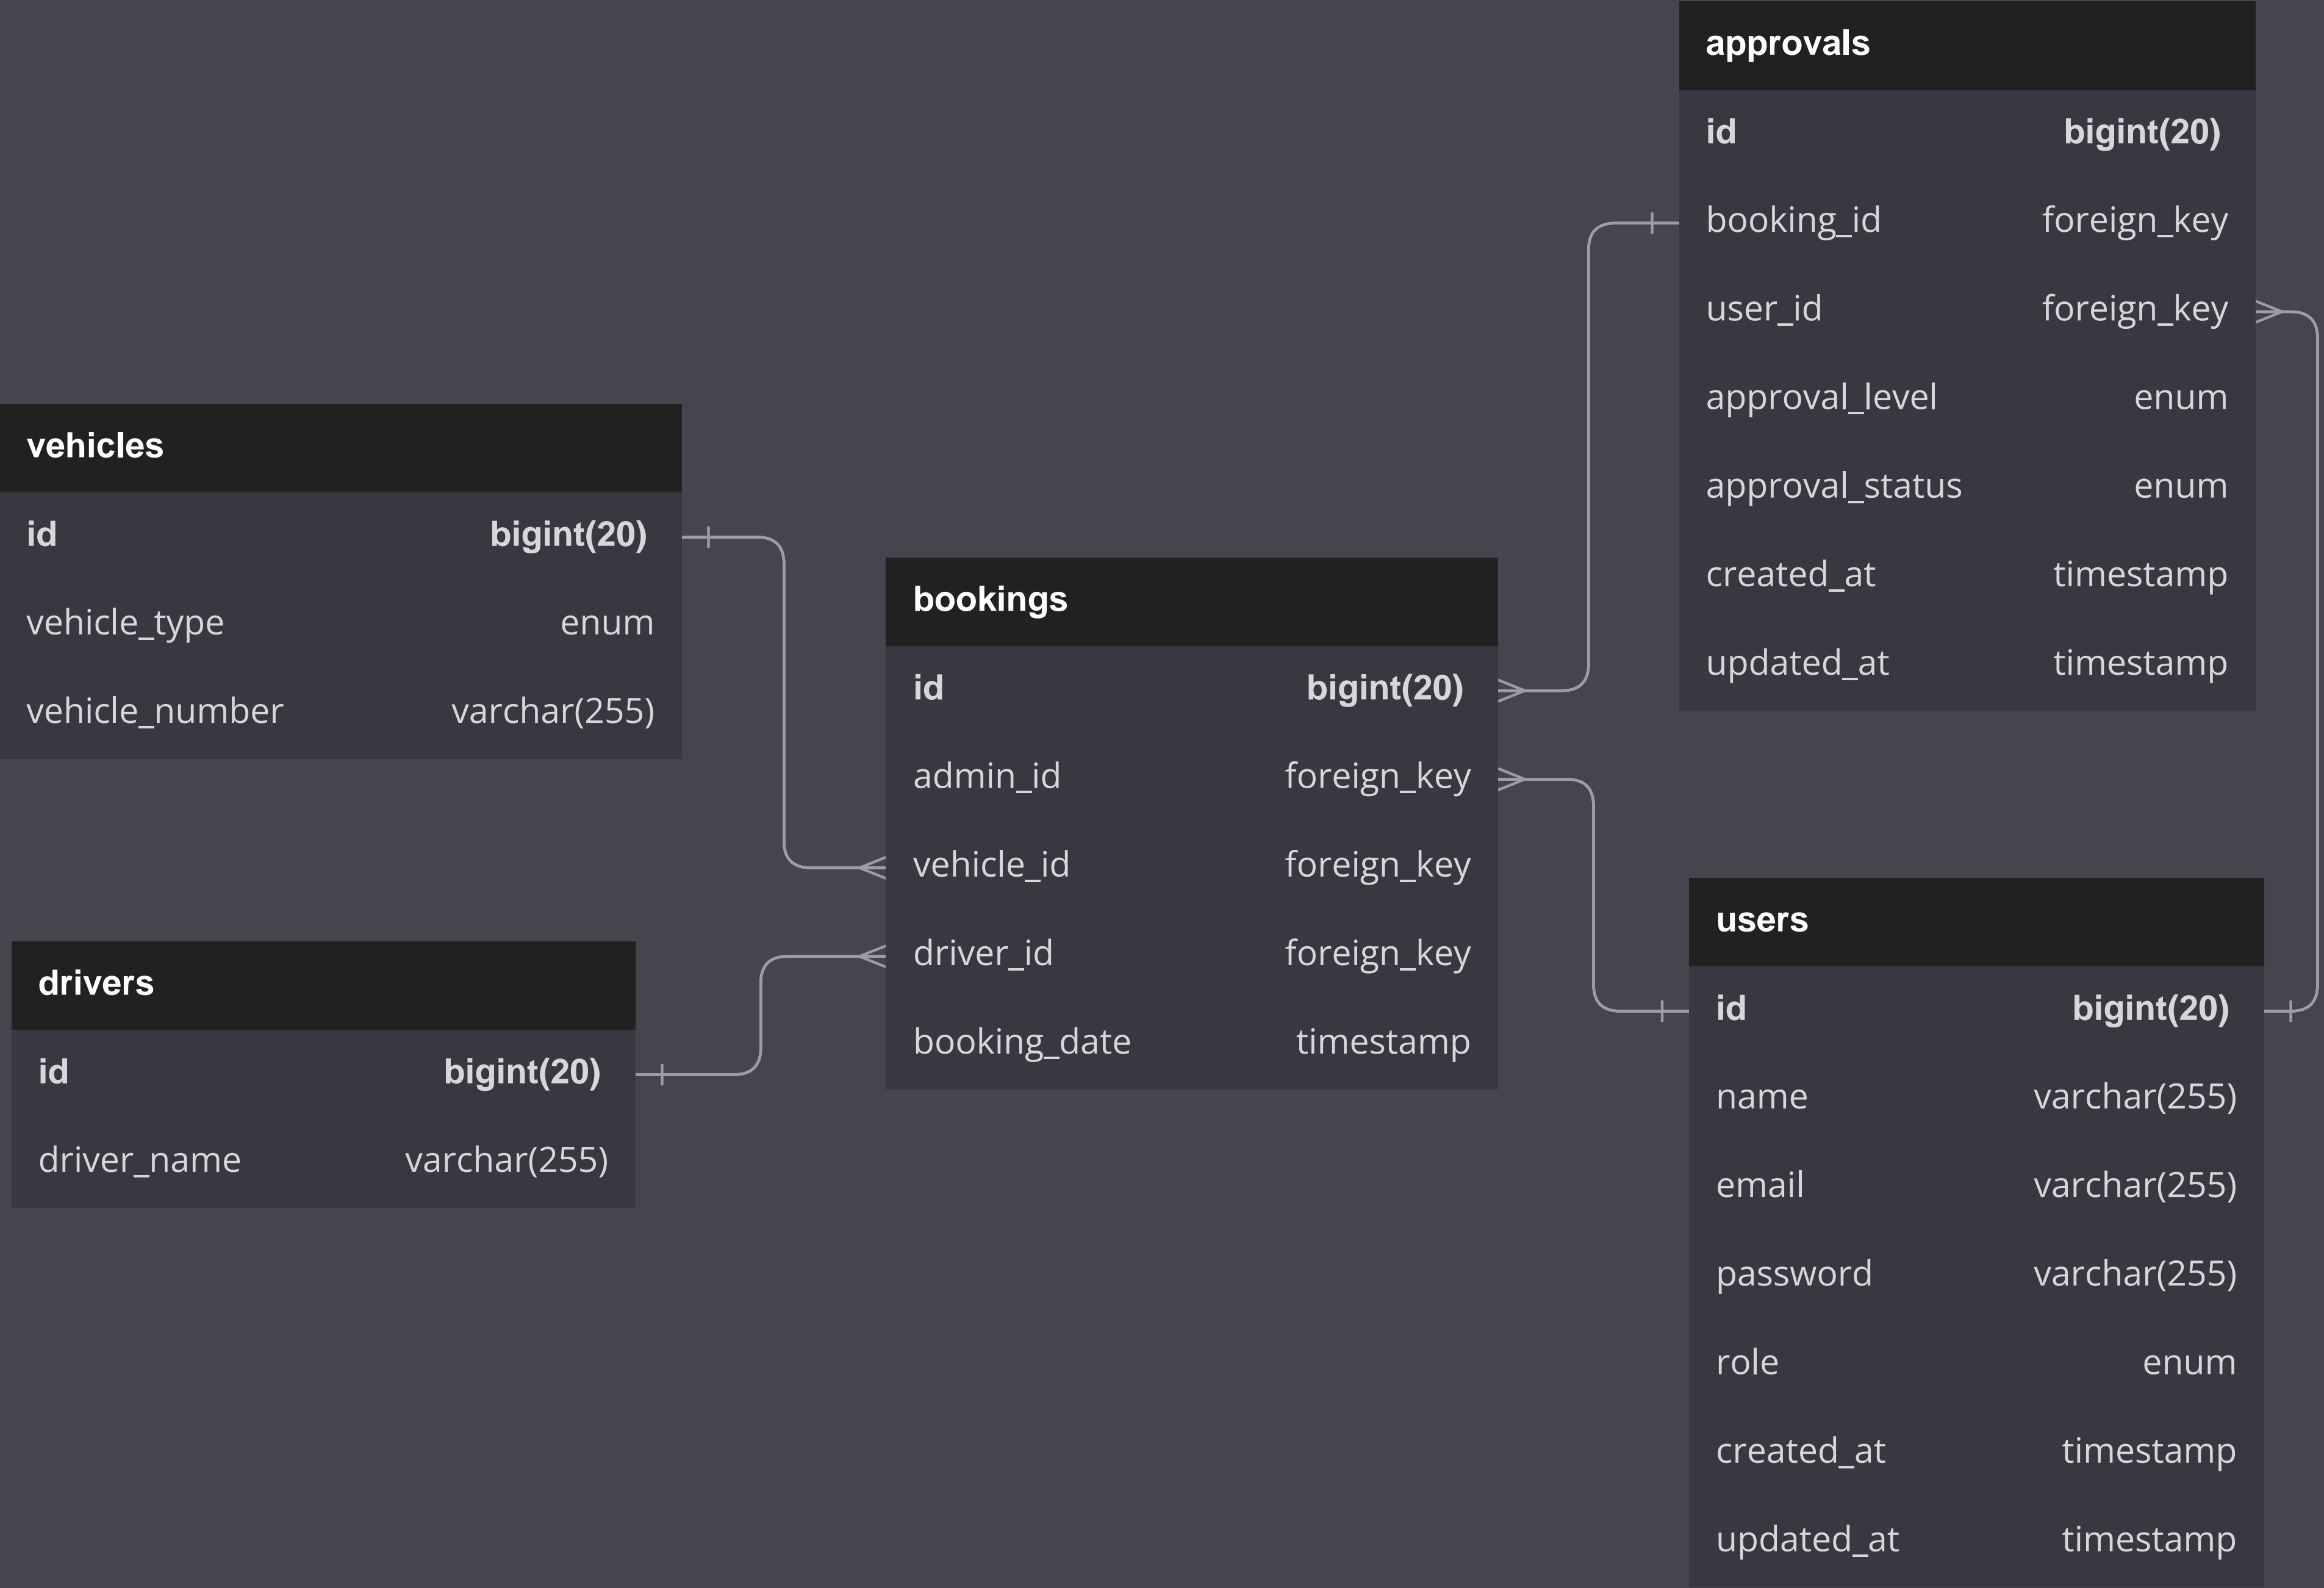 approvals
id bigint(20)
booking_id foreign_key
user_id foreign_key
approval_level enum
approval_status enum
created_at timestamp
updated_at timestamp
vehicles
id bigint(20)
vehicle_type enum
vehicle_number varchar(255)
bookings
id bigint(20)
admin_id foreign_key
vehicle_id foreign_key
driver_id foreign_key
booking_date timestamp
drivers
id bigint(20)
driver_name varchar(255)
users
id bigint(20)
name varchar(255)
email varchar(255)
password varchar(255)
role enum
created_at timestamp
updated_at timestamp